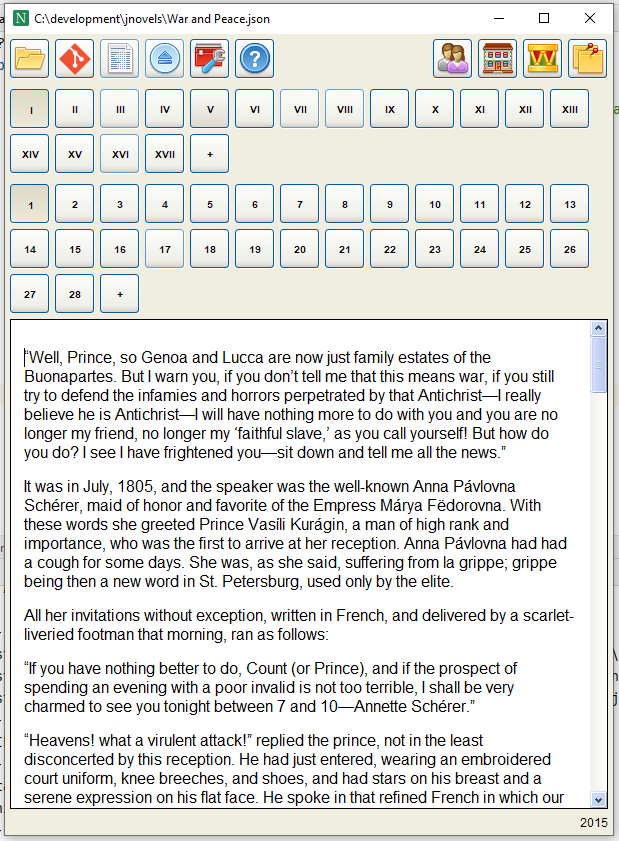 N C:\development\jnovels\War and Peace.json
?
W
I II III IV V VI VII VIII IX X XI XII XIII
XIV XV XVI XVII +
1 2 3 4 5 6 7 8 9 10 11 12 13
14 15 16 17 18 19 20 21 22 23 24 25 26
27 28 +
“Well, Prince, so Genoa and Lucca are now just family estates of the
Buonapartes. But I warn you, if you don’t tell me that this means war, if you still
try to defend the infamies and horrors perpetrated by that Antichrist—I really
believe he is Antichrist—I will have nothing more to do with you and you are no
longer my friend, no longer my ‘faithful slave,’ as you call yourself! But how do
you do? I see I have frightened you—sit down and tell me all the news.”
It was in July, 1805, and the speaker was the well-known Anna Pávlovna
Schérer, maid of honor and favorite of the Empress Márya Fëdorovna. With
these words she greeted Prince Vasíli Kurágin, a man of high rank and
importance, who was the first to arrive at her reception. Anna Pávlovna had had
a cough for some days. She was, as she said, suffering from la grippe; grippe
being then a new word in St. Petersburg, used only by the elite.
All her invitations without exception, written in French, and delivered by a scarlet-
liveried footman that morning, ran as follows:
“If you have nothing better to do, Count (or Prince), and if the prospect of
spending an evening with a poor invalid is not too terrible, I shall be very
charmed to see you tonight between 7 and 10—Annette Schérer.”
“Heavens! what a virulent attack!” replied the prince, not in the least
disconcerted by this reception. He had just entered, wearing an embroidered
court uniform, knee breeches, and shoes, and had stars on his breast and a
serene expression on his flat face. He spoke in that refined French in which our
2015